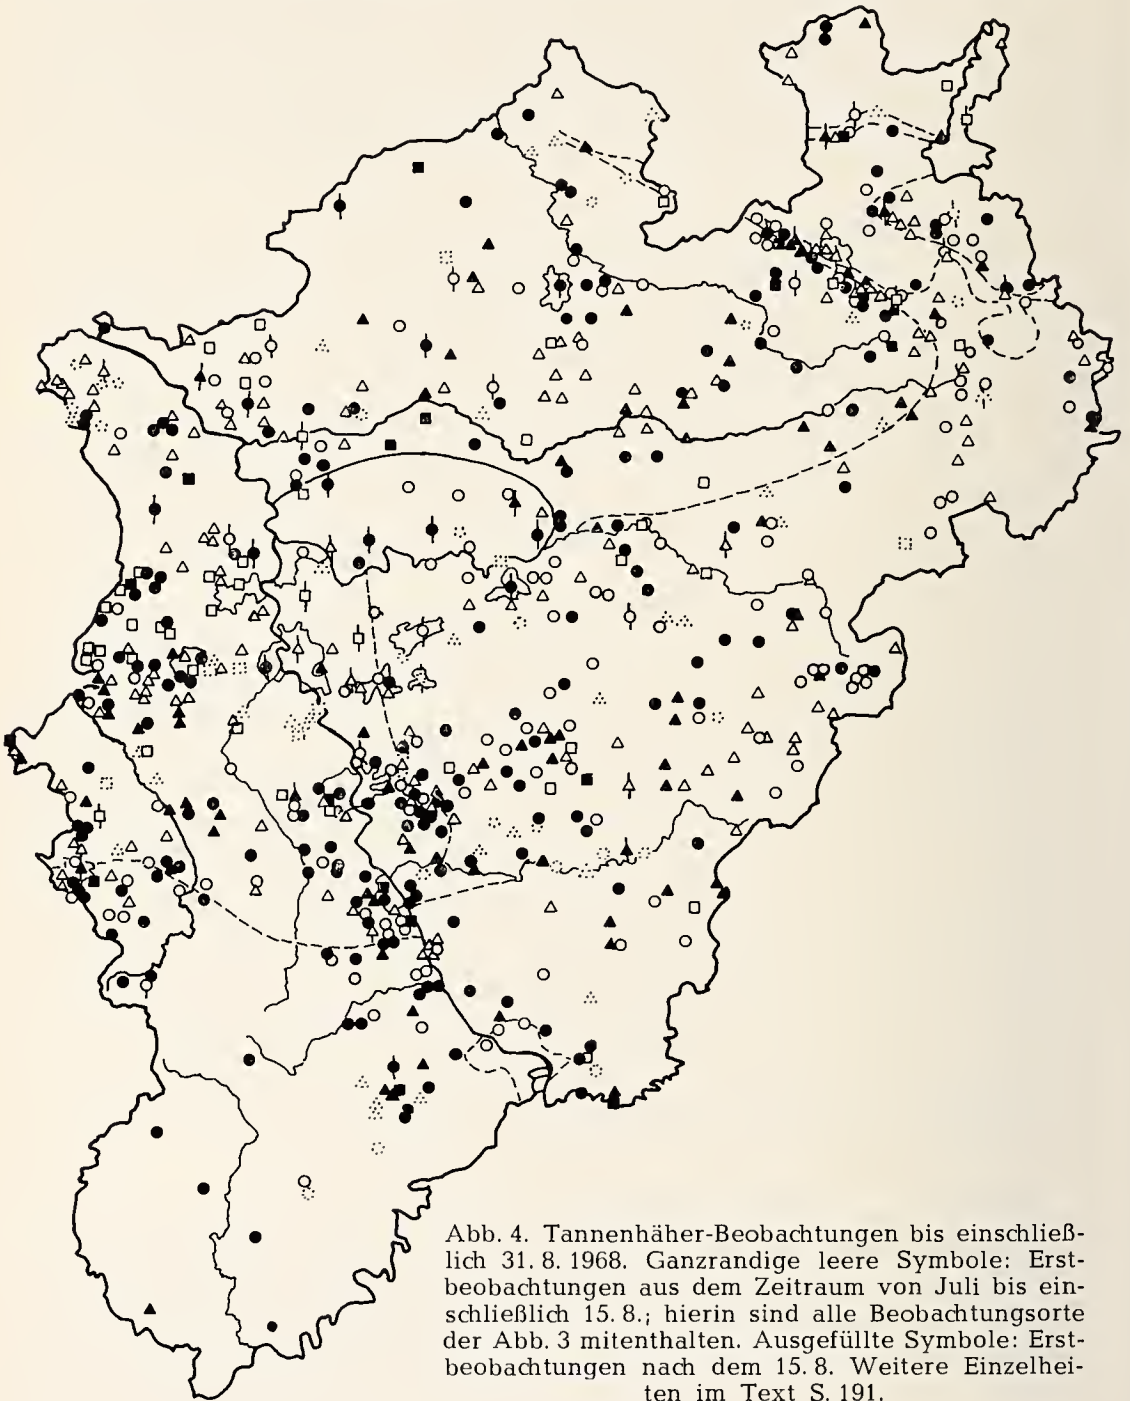 Abb. 4. Tannenhäher-Beobachtungen bis einschließ-
lich 31. 8. 1968. Ganzrandige leere Symbole: Erst-
beobachtungen aus dem Zeitraum von Juli bis ein-
schließlich 15. 8.; hierin sind alle Beobachtungsorte
der Abb. 3 mitenthalten. Ausgefüllte Symbole: Erst-
beobachtungen nach dem 15. 8. Weitere Einzelhei-
ten im Text S. 191.